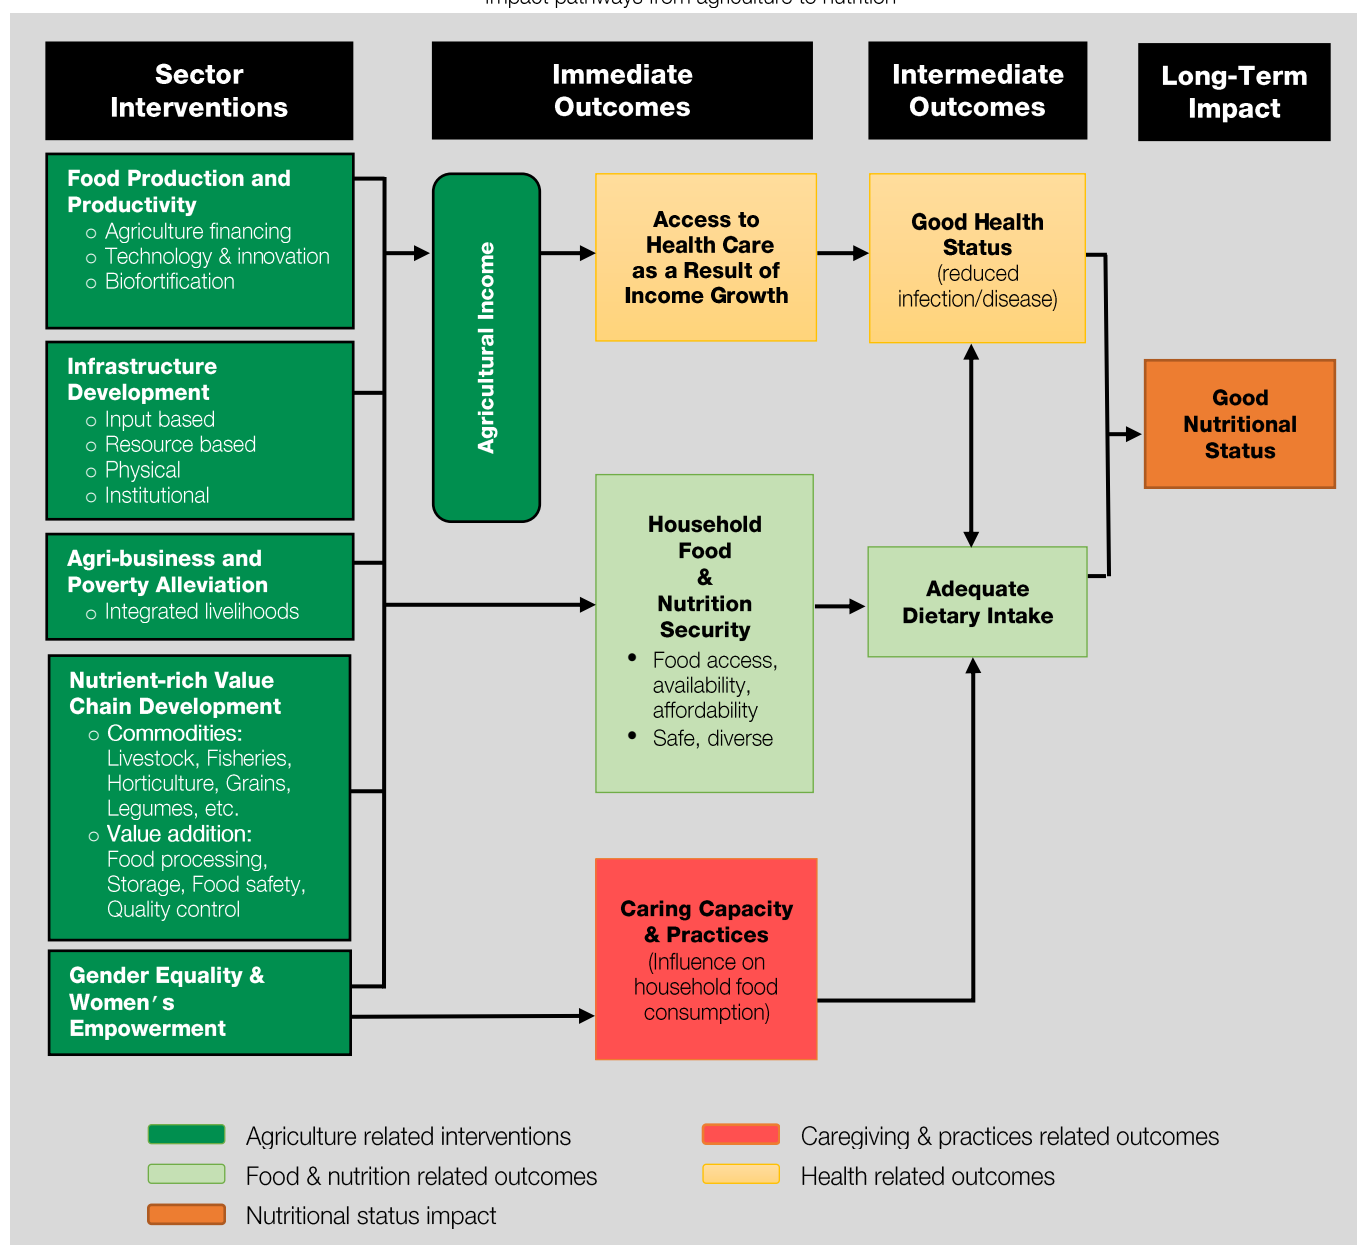 Impact pathways from agriculture to nutrition
Sector
Interventions
Immediate
Outcomes
Intermediate
Outcomes
Long-Term
Impact
Food Production and
Productivity
Agriculture financing
Technology & innovation
Biofortification
Infrastructure
Development
Input based
Resource based
Physical
Institutional
Agri-business and
Poverty Alleviation
Integrated livelihoods
Nutrient-rich Value
Chain Development
Commodities:
Livestock, Fisheries,
Horticulture, Grains,
Legumes, etc.
Value addition:
Food processing,
Storage, Food safety,
Quality control
Gender Equality &
Women's
Empowerment
Agricultural Income
Access to
Health Care
as a Result of
Income Growth
Household
Food
&
Nutrition
Security
• Food access,
availability,
affordability
• Safe, diverse
Caring Capacity
& Practices
(Influence on
household food
consumption)
Good Health
Status
(reduced
infection/disease)
Adequate
Dietary Intake
Good
Nutritional
Status
Agriculture related interventions
Food & nutrition related outcomes
Nutritional status impact
Caregiving & practices related outcomes
Health related outcomes